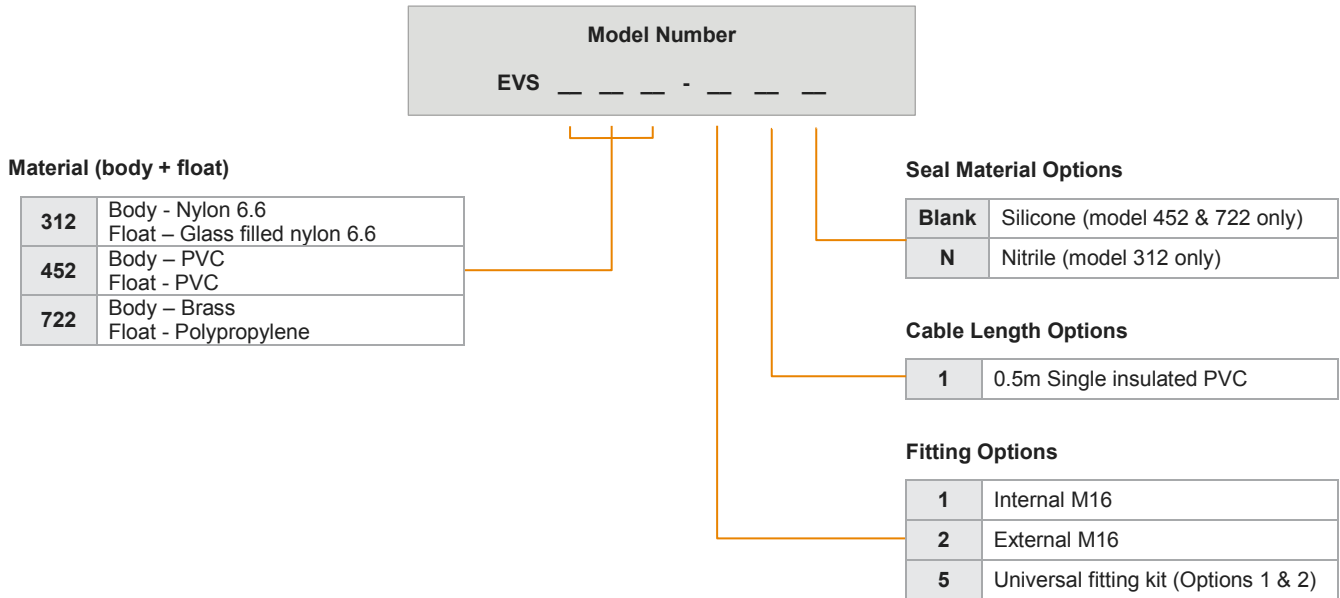 Model Number
EVS __ __ __ - __ __ __
Material (body + float)
312 Body - Nylon 6.6
Float – Glass filled nylon 6.6
452 Body – PVC
Float - PVC
722 Body – Brass
Float - Polypropylene
Seal Material Options
Blank Silicone (model 452 & 722 only)
N Nitrile (model 312 only)
Cable Length Options
1 0.5m Single insulated PVC
Fitting Options
1 Internal M16
2 External M16
5 Universal fitting kit (Options 1 & 2)